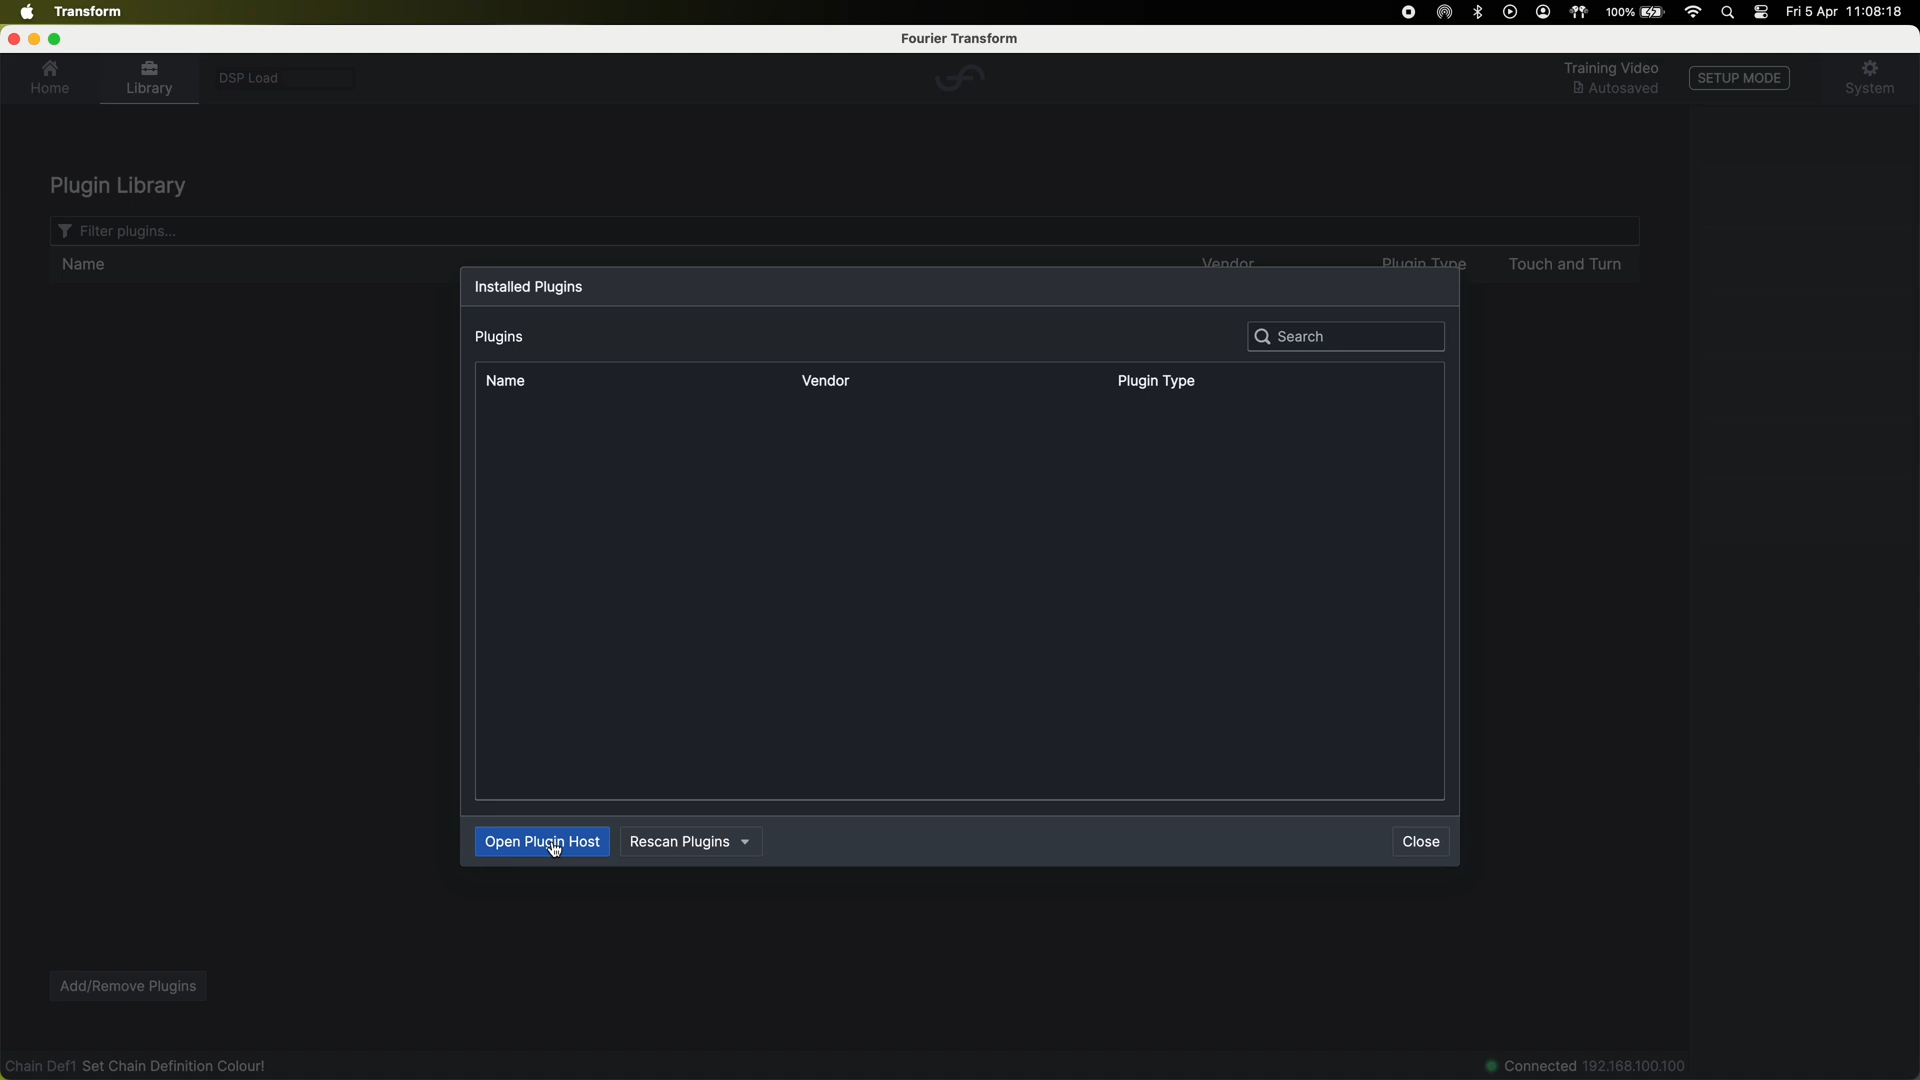 Transform
100%
Fri 5 Apr 11:08:18
Fourier Transform
Home
Library
DSP Load
Training Video
Autosaved
SETUP MODE
System
Plugin Library
Filter plugins...
Name
Vendor
Plugin Type
Touch and Turn
Installed Plugins
Plugins
Search
Name
Vendor
Plugin Type
Open Plugin Host
Rescan Plugins
Close
Add/Remove Plugins
Chain Def1 Set Chain Definition Colour!
Connected 192.168.100.100